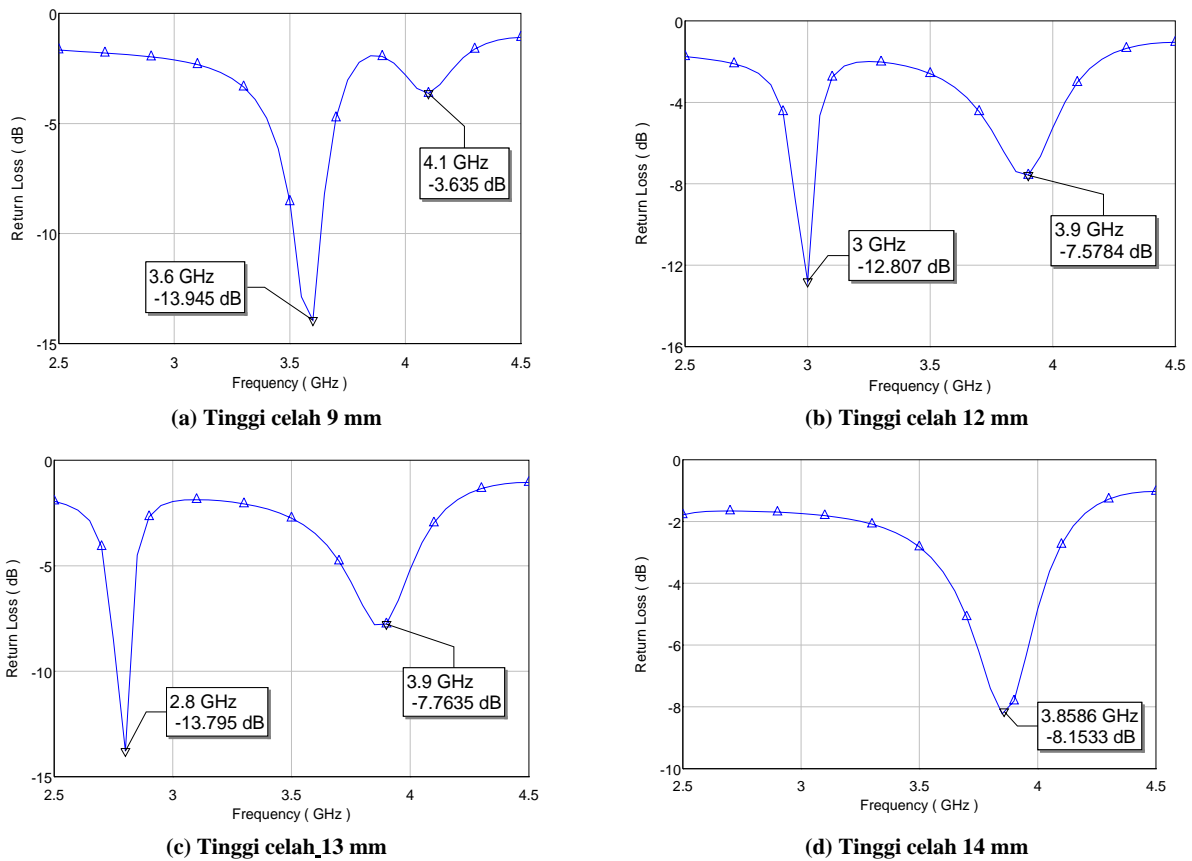 0
-5
-10
-15
Return Loss ( dB )
4.1 GHz
-3.635 dB
3.6 GHz
-13.945 dB
2.5
3
3.5
4
4.5
Frequency ( GHz )
(a) Tinggi celah 9 mm
0
-4
-8
-12
-16
Return Loss ( dB )
3.9 GHz
-7.5784 dB
3 GHz
-12.807 dB
2.5
3
3.5
4
4.5
Frequency ( GHz )
(b) Tinggi celah 12 mm
0
-5
-10
-15
Return Loss ( dB )
3.9 GHz
-7.7635 dB
2.8 GHz
-13.795 dB
2.5
3
3.5
4
4.5
Frequency ( GHz )
(c) Tinggi celah 13 mm
0
-2
-4
-6
-8
-10
Return Loss ( dB )
3.8586 GHz
-8.1533 dB
2.5
3
3.5
4
4.5
Frequency ( GHz )
(d) Tinggi celah 14 mm